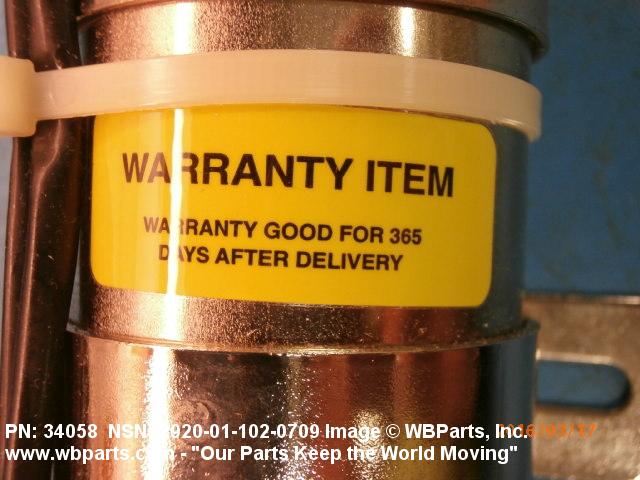 WARRANTY ITEM
WARRANTY GOOD FOR 365
DAYS AFTER DELIVERY
PN: 34058 NSN: 920-01-102-0709 Image © WBParts, Inc.
www.wbparts.com - "Our Parts Keep the World Moving"